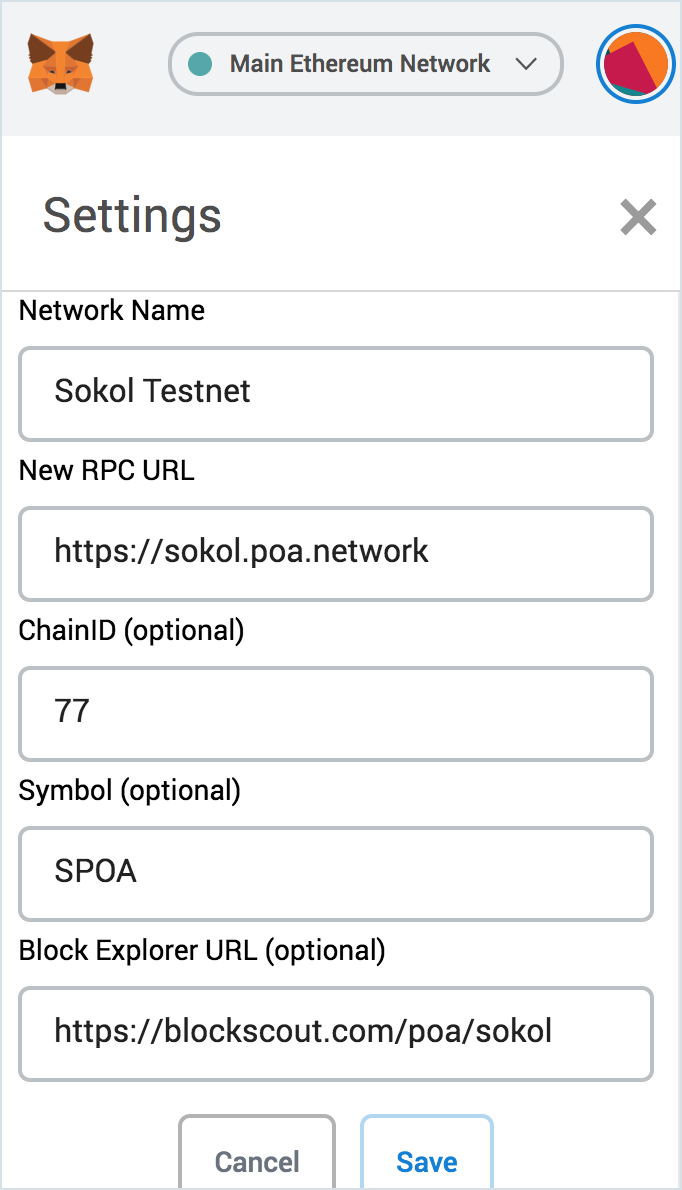 Main Ethereum Network
Settings
Network Name
Sokol Testnet
New RPC URL
https://sokol.poa.network
ChainID (optional)
77
Symbol (optional)
SPOA
Block Explorer URL (optional)
https://blockscout.com/poa/sokol
Cancel Save